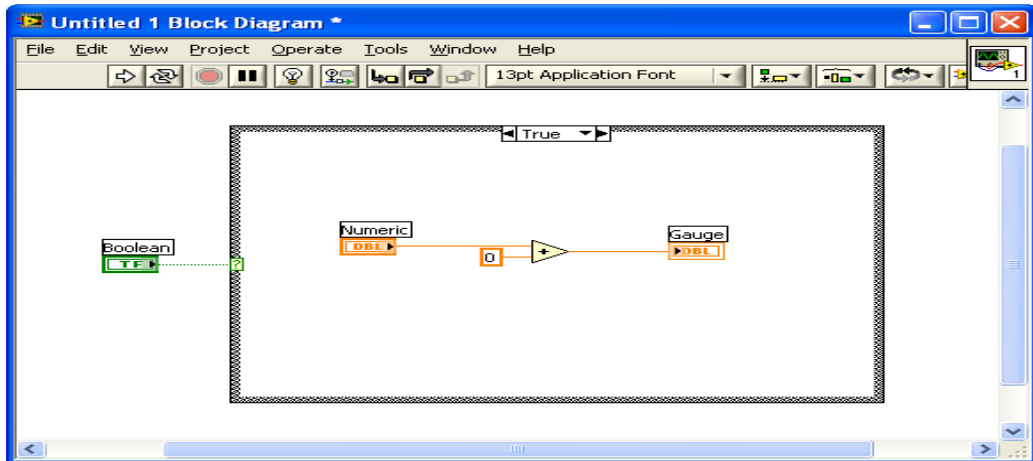 Untitled 1 Block Diagram *
File Edit View Project Operate Tools Window Help
13pt Application Font
1
True
Numeric
DBL
Gauge
DBL
Boolean
TF
?
0
+